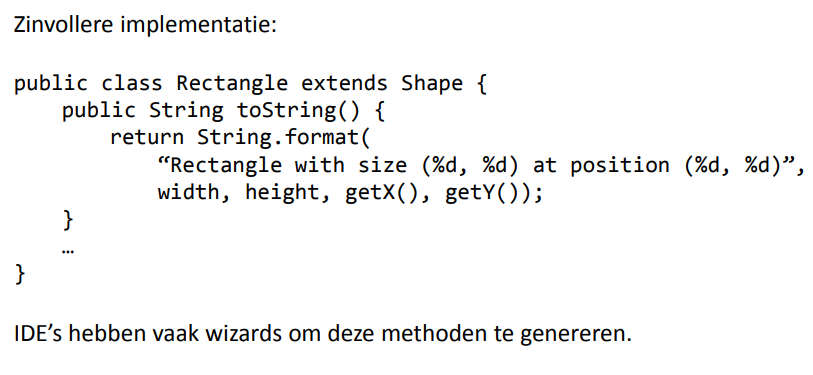 Zinvollere implementatie:
public class Rectangle extends Shape {
public String toString() {
return String.format(
“Rectangle with size (%d, %d) at position (%d, %d)”,
width, height, getX(), getY());
}
…
}
IDE’s hebben vaak wizards om deze methoden te genereren.